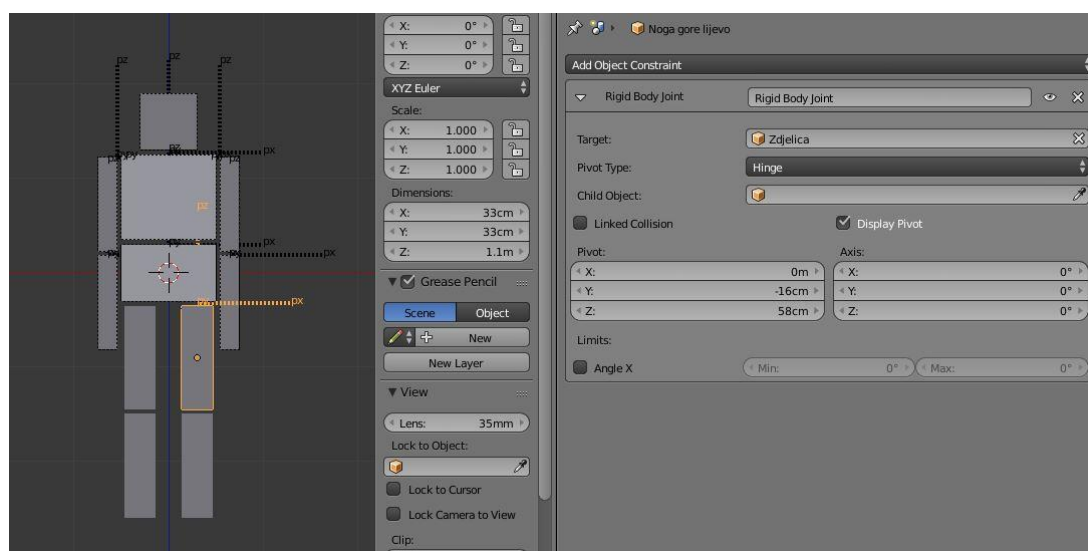 pz
pz
pz
pz
px
pz
px
px
px
X: 0°
Y: 0°
Z: 0°
XYZ Euler
Scale:
X: 1.000
Y: 1.000
Z: 1.000
Dimensions:
X: 33cm
Y: 33cm
Z: 1.1m
Grease Pencil
Scene Object
New
New Layer
View
Lens: 35mm
Lock to Object:
Lock to Cursor
Lock Camera to View
Clip:
Noga gore lijevo
Add Object Constraint
Rigid Body Joint Rigid Body Joint
Target: Zdjelica
Pivot Type: Hinge
Child Object:
Linked Collision Display Pivot
Pivot: Axis:
X: 0m X: 0°
Y: -16cm Y: 0°
Z: 58cm Z: 0°
Limits:
Angle X Min: 0° Max: 0°